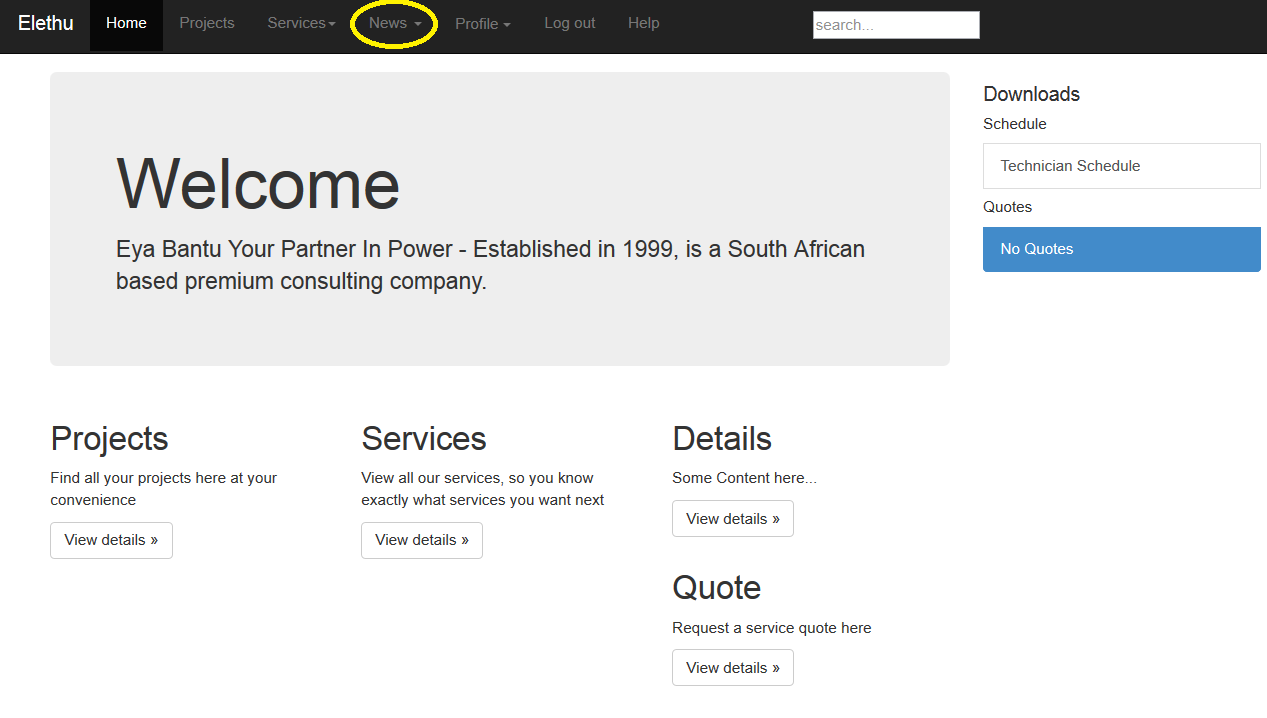 Elethu Home Projects Services News Profile Log out Help search...
Welcome
Eya Bantu Your Partner In Power - Established in 1999, is a South African
based premium consulting company.
Downloads
Schedule
Technician Schedule
Quotes
No Quotes
Projects
Find all your projects here at your
convenience
View details »
Services
View all our services, so you know
exactly what services you want next
View details »
Details
Some Content here...
View details »
Quote
Request a service quote here
View details »